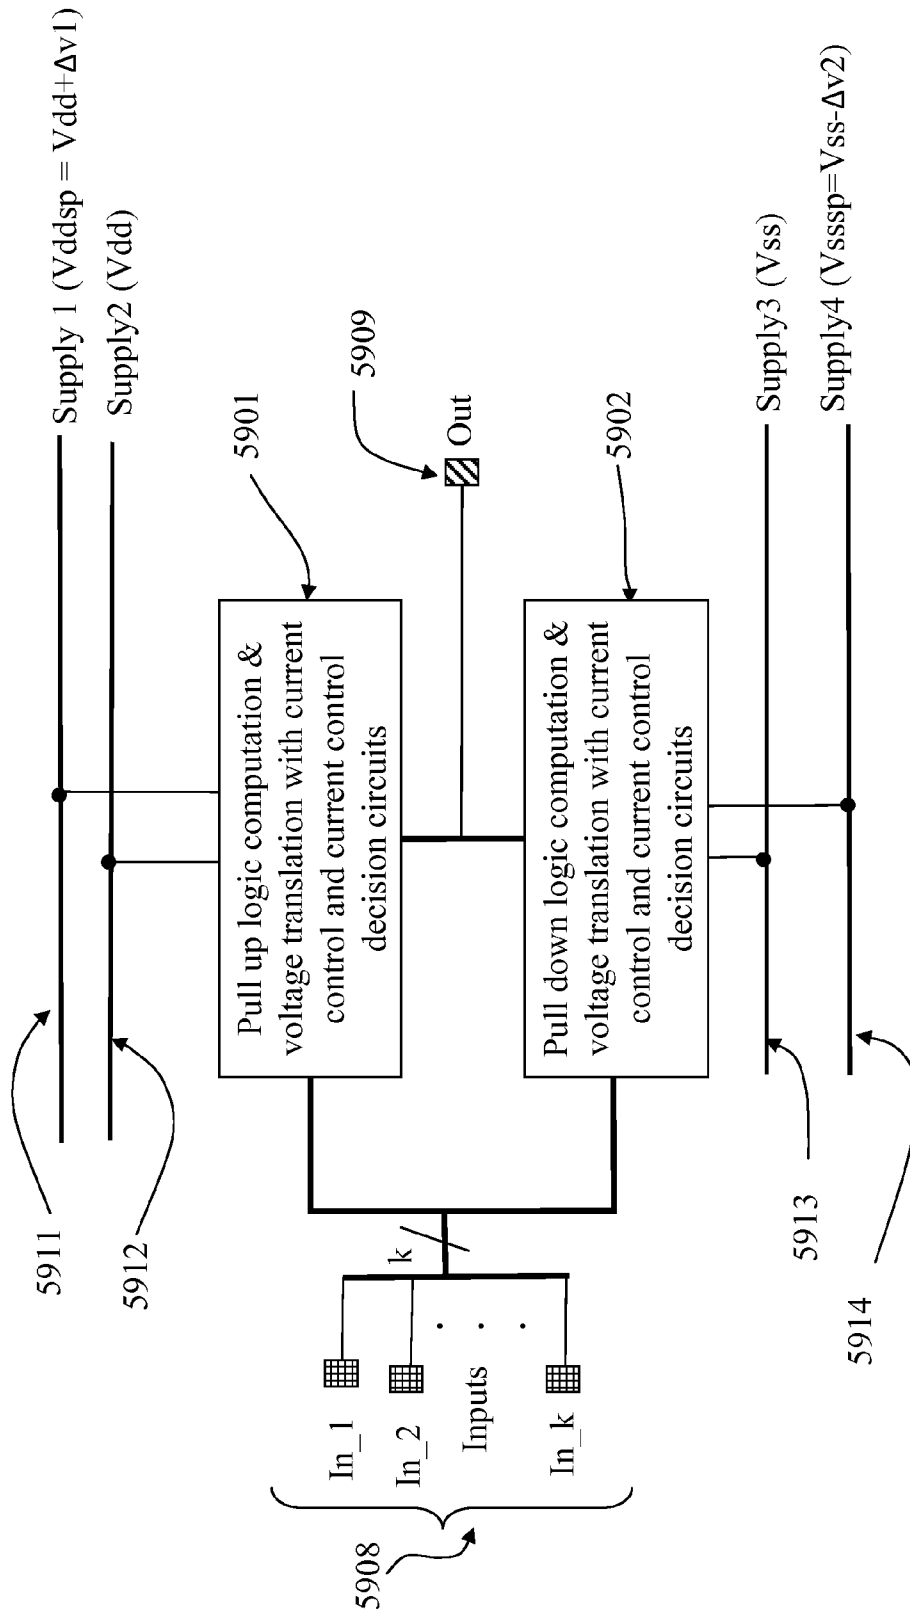 Supply 1 (Vddsp = Vdd+Δv1)
Supply2 (Vdd)
5911
5912
5901
Pull up logic computation &
voltage translation with current
control and current control
decision circuits
5909
Out
k
In_1
In_2
Inputs
. . .
In_k
5908
5902
Pull down logic computation &
voltage translation with current
control and current control
decision circuits
Supply3 (Vss)
Supply4 (Vsssp=Vss-Δv2)
5913
5914